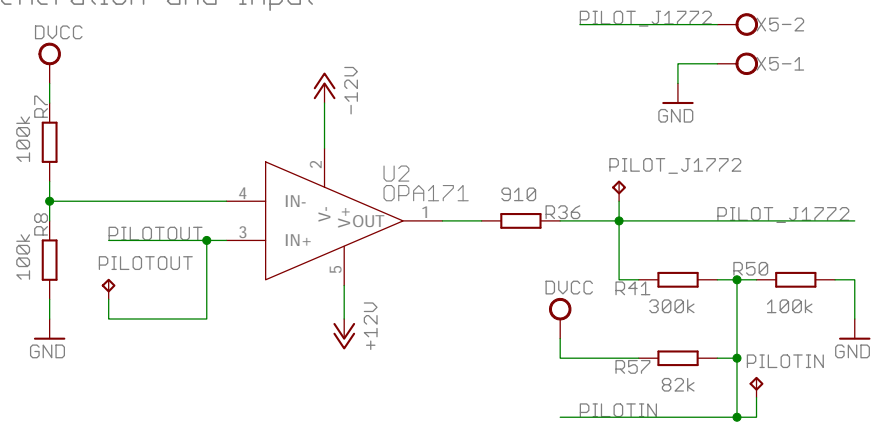 eneration and Input
PILOT_J1772
X5-2
DVCC
X5-1
-12V
R7
100k
GND
2
U2
PILOT_J1772
4
IN-
OPA171
910
V-
V+
OUT
1
R36
PILOT_J1772
R8
100k
PILOTOUT
3
IN+
PILOTOUT
5
R50
DVCC
R41
300k
100k
+12V
GND
GND
R57
PILOTIN
82k
PILOTIN